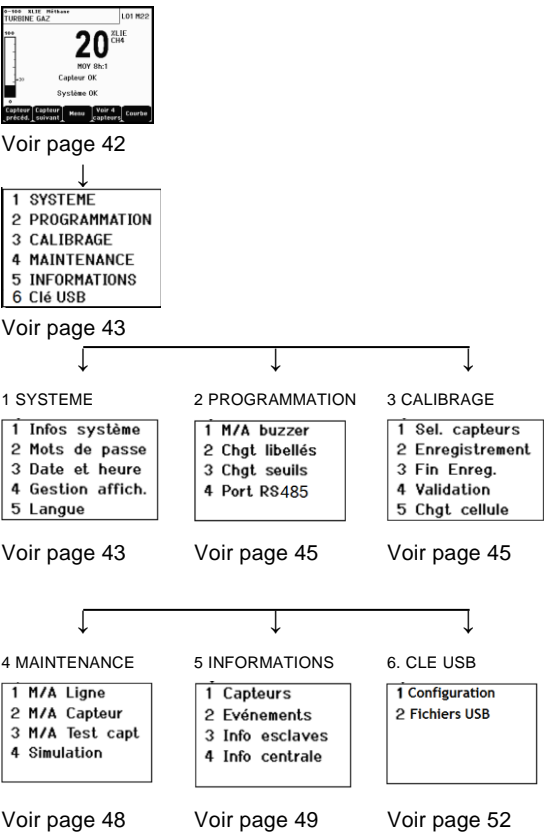 0-100 %LIE Méthane
TURBINE GAZ
L01 M22
100
20 %LIE
CH4
MOY 8h:1
Capteur OK
Système OK
0
Capteur précéd. Capteur suivant Menu Voir 4 capteurs Courbe
Voir page 42
1 SYSTEME
2 PROGRAMMATION
3 CALIBRAGE
4 MAINTENANCE
5 INFORMATIONS
6 Clé USB
Voir page 43
1 SYSTEME
1 Infos système
2 Mots de passe
3 Date et heure
4 Gestion affich.
5 Langue
Voir page 43
2 PROGRAMMATION
1 M/A buzzer
2 Chgt libellés
3 Chgt seuils
4 Port RS485
Voir page 45
3 CALIBRAGE
1 Sel. capteurs
2 Enregistrement
3 Fin Enreg.
4 Validation
5 Chgt cellule
Voir page 45
4 MAINTENANCE
1 M/A Ligne
2 M/A Capteur
3 M/A Test capt
4 Simulation
Voir page 48
5 INFORMATIONS
1 Capteurs
2 Evénements
3 Info esclaves
4 Info centrale
Voir page 49
6. CLE USB
1 Configuration
2 Fichiers USB
Voir page 52